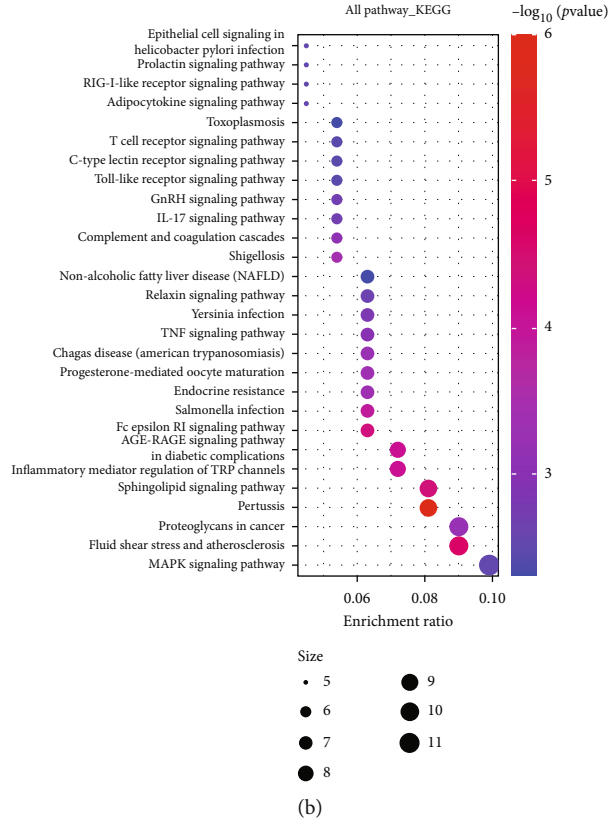 All pathway_KEGG
–log10 (pvalue)
Epithelial cell signaling in
helicobacter pylori infection
Prolactin signaling pathway
RIG-I-like receptor signaling pathway
Adipocytokine signaling pathway
Toxoplasmosis
T cell receptor signaling pathway
C-type lectin receptor signaling pathway
Toll-like receptor signaling pathway
GnRH signaling pathway
IL-17 signaling pathway
Complement and coagulation cascades
Shigellosis
Non-alcoholic fatty liver disease (NAFLD)
Relaxin signaling pathway
Yersinia infection
TNF signaling pathway
Chagas disease (american trypanosomiasis)
Progesterone-mediated oocyte maturation
Endocrine resistance
Salmonella infection
Fc epsilon RI signaling pathway
AGE-RAGE signaling pathway
in diabetic complications
Inflammatory mediator regulation of TRP channels
Sphingolipid signaling pathway
Pertussis
Proteoglycans in cancer
Fluid shear stress and atherosclerosis
MAPK signaling pathway
6
5
4
3
0.06 0.08 0.10
Enrichment ratio
Size
5
6
7
8
9
10
11
(b)